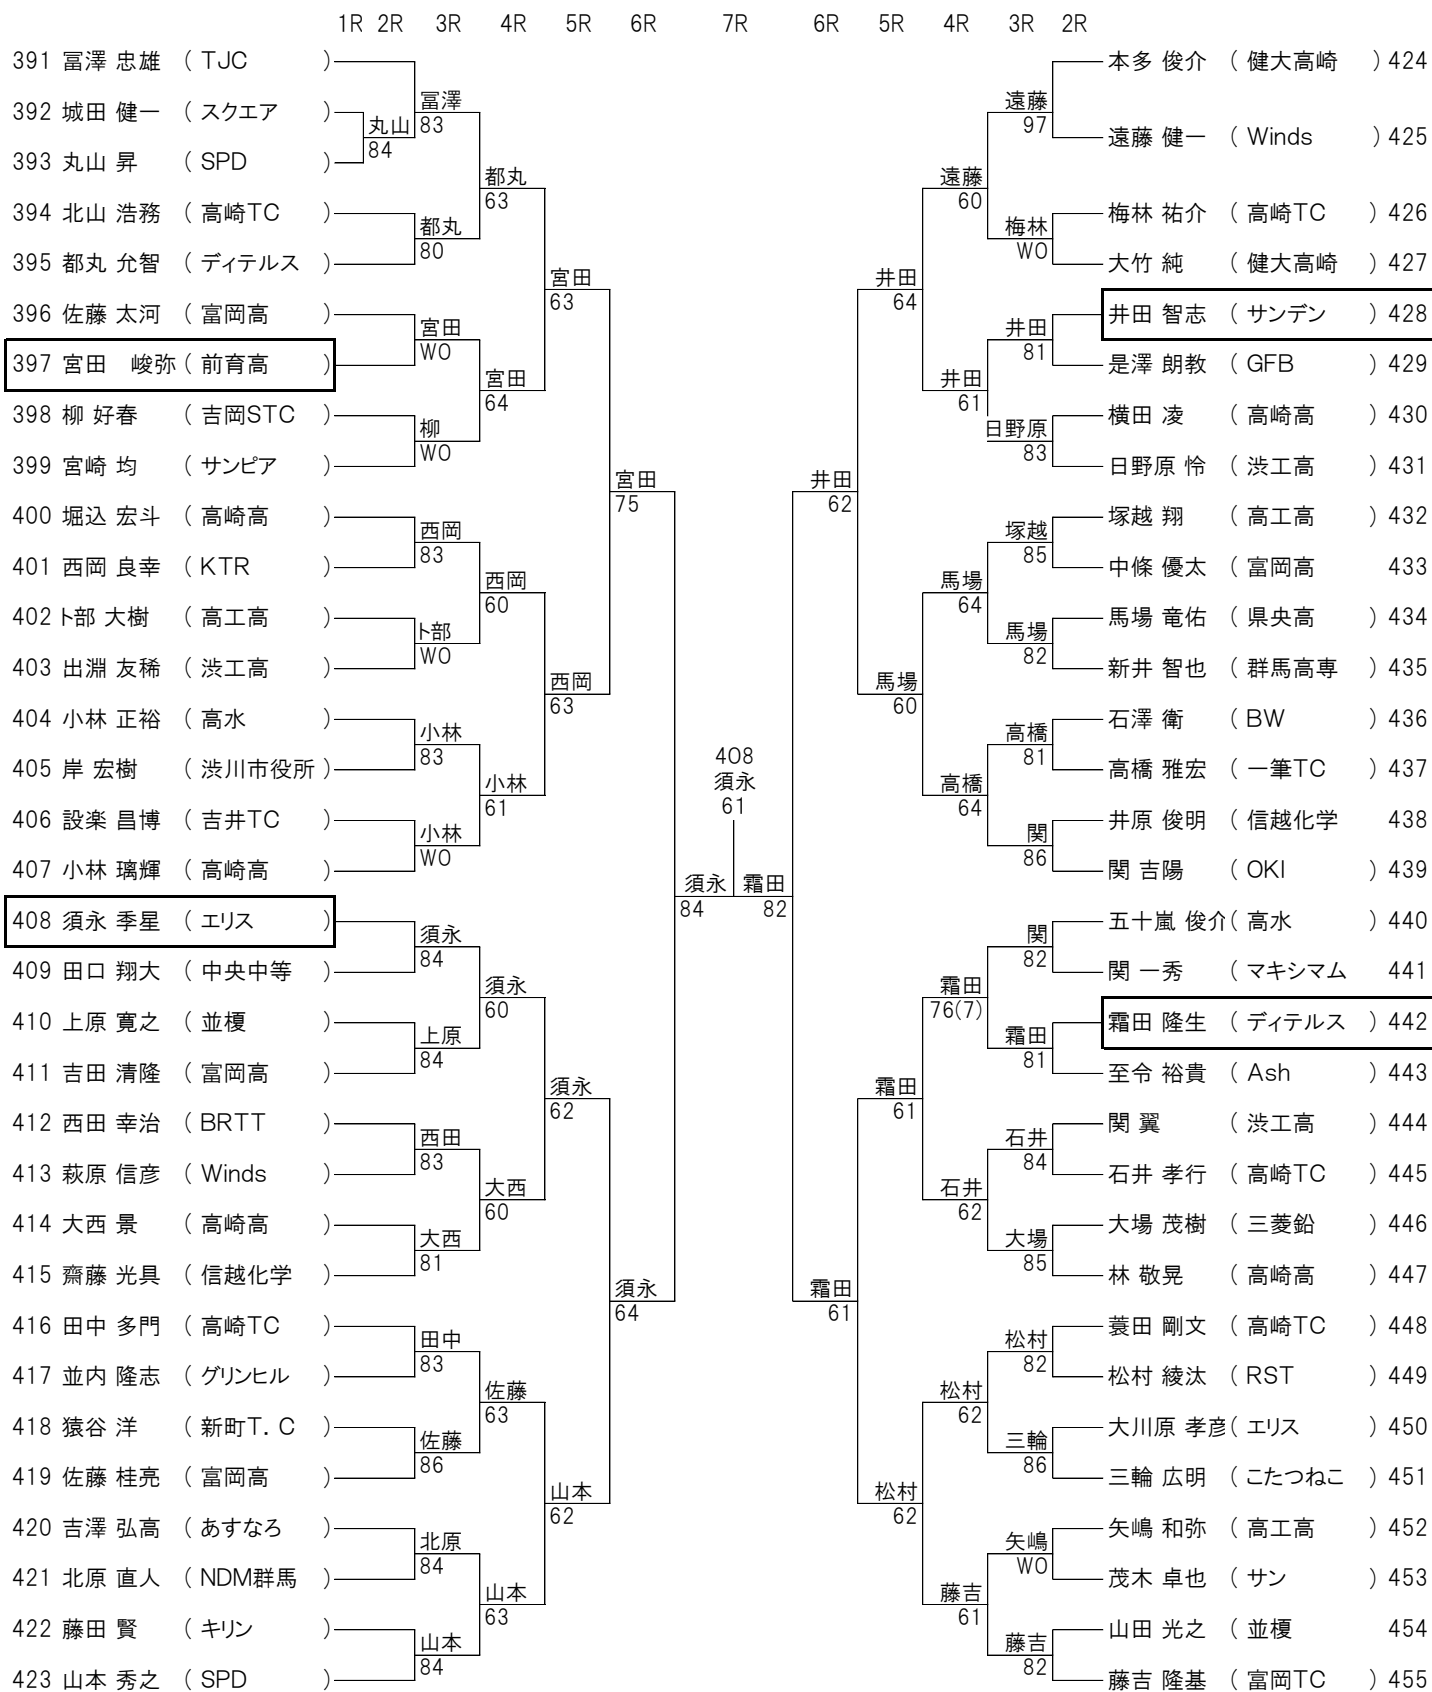 1R 2R 3R 4R 5R 6R 7R 6R 5R 4R 3R 2R
391 冨澤 忠雄 ( TJC )
392 城田 健一 ( スクエア )
393 丸山 昇 ( SPD )
394 北山 浩務 ( 高崎TC )
395 都丸 允智 ( ディテルス )
396 佐藤 太河 ( 富岡高 )
397 宮田 峻弥 ( 前育高 )
398 柳 好春 ( 吉岡STC )
399 宮崎 均 ( サンピア )
400 堀込 宏斗 ( 高崎高 )
401 西岡 良幸 ( KTR )
402 ト部 大樹 ( 高工高 )
403 出淵 友稀 ( 渋工高 )
404 小林 正裕 ( 高水 )
405 岸 宏樹 ( 渋川市役所 )
406 設楽 昌博 ( 吉井TC )
407 小林 璃輝 ( 高崎高 )
408 須永 季星 ( エリス )
409 田口 翔大 ( 中央中等 )
410 上原 寛之 ( 並榎 )
411 吉田 清隆 ( 富岡高 )
412 西田 幸治 ( BRTT )
413 萩原 信彦 ( Winds )
414 大西 景 ( 高崎高 )
415 齋藤 光具 ( 信越化学 )
416 田中 多門 ( 高崎TC )
417 並内 隆志 ( グリンヒル )
418 猿谷 洋 ( 新町T. C )
419 佐藤 桂亮 ( 富岡高 )
420 吉澤 弘高 ( あすなろ )
421 北原 直人 ( NDM群馬 )
422 藤田 賢 ( キリン )
423 山本 秀之 ( SPD )
丸山
84
冨澤
83
都丸
80
宮田
WO
柳
WO
西岡
83
ト部
WO
小林
83
小林
WO
須永
84
上原
84
西田
83
大西
81
田中
83
佐藤
86
北原
84
山本
84
都丸
63
宮田
64
西岡
60
小林
61
須永
60
大西
60
佐藤
63
山本
63
宮田
63
西岡
63
須永
62
山本
62
宮田
75
須永
64
須永
84
408
須永
61
霜田
82
井田
62
霜田
61
井田
64
馬場
60
霜田
61
松村
62
遠藤
60
井田
61
馬場
64
高橋
64
霜田
76(7)
石井
62
松村
62
藤吉
61
遠藤
97
梅林
WO
井田
81
日野原
83
塚越
85
馬場
82
高橋
81
関
86
関
82
霜田
81
石井
84
大場
85
松村
82
三輪
86
矢嶋
WO
藤吉
82
本多 俊介 ( 健大高崎 ) 424
遠藤 健一 ( Winds ) 425
梅林 祐介 ( 高崎TC ) 426
大竹 純 ( 健大高崎 ) 427
井田 智志 ( サンデン ) 428
是澤 朗教 ( GFB ) 429
横田 凌 ( 高崎高 ) 430
日野原 怜 ( 渋工高 ) 431
塚越 翔 ( 高工高 ) 432
中條 優太 ( 富岡高 433
馬場 竜佑 ( 県央高 ) 434
新井 智也 ( 群馬高専 ) 435
石澤 衛 ( BW ) 436
高橋 雅宏 ( 一筆TC ) 437
井原 俊明 ( 信越化学 438
関 吉陽 ( OKI ) 439
五十嵐 俊介 ( 高水 ) 440
関 一秀 ( マキシマム 441
霜田 隆生 ( ディテルス ) 442
至令 裕貴 ( Ash ) 443
関 翼 ( 渋工高 ) 444
石井 孝行 ( 高崎TC ) 445
大場 茂樹 ( 三菱鉛 ) 446
林 敬晃 ( 高崎高 ) 447
蓑田 剛文 ( 高崎TC ) 448
松村 綾汰 ( RST ) 449
大川原 孝彦 ( エリス ) 450
三輪 広明 ( こたつねこ ) 451
矢嶋 和弥 ( 高工高 ) 452
茂木 卓也 ( サン ) 453
山田 光之 ( 並榎 454
藤吉 隆基 ( 富岡TC ) 455